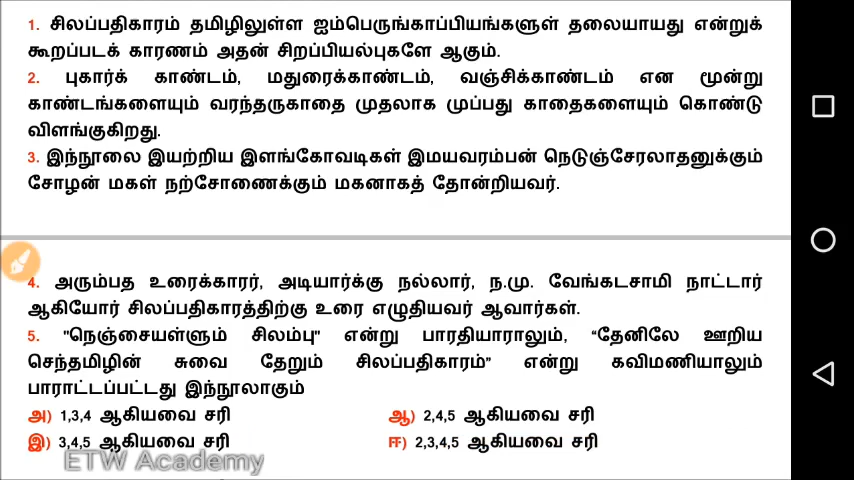 1. சிலப்பதிகாரம் தமிழிலுள்ள ஐம்பெருங்காப்பியங்களுள் தலையாயது என்றுக்
கூறப்படக் காரணம் அதன் சிறப்பியல்புகளே ஆகும்.
2. புகார்க் காண்டம், மதுரைக்காண்டம், வஞ்சிக்காண்டம் என மூன்று
காண்டங்களையும் வரந்தருகாதை முதலாக முப்பது காதைகளையும் கொண்டு
விளங்குகிறது.
3. இந்நூலை இயற்றிய இளங்கோவடிகள் இமயவரம்பன் நெடுஞ்சேரலாதனுக்கும்
சோழன் மகள் நற்சோணைக்கும் மகனாகத் தோன்றியவர்.
4. அரும்பத உரைக்காரர், அடியார்க்கு நல்லார், ந.மு. வேங்கடசாமி நாட்டார்
ஆகியோர் சிலப்பதிகாரத்திற்கு உரை எழுதியவர் ஆவார்கள்.
5. "நெஞ்சையள்ளும் சிலம்பு" என்று பாரதியாராலும், “தேனிலே ஊறிய
செந்தமிழின் சுவை தேறும் சிலப்பதிகாரம்” என்று கவிமணியாலும்
பாராட்டப்பட்டது இந்நூலாகும்
அ) 1,3,4 ஆகியவை சரி ஆ) 2,4,5 ஆகியவை சரி
இ) 3,4,5 ஆகியவை சரி ஈ) 2,3,4,5 ஆகியவை சரி
ETW Academy